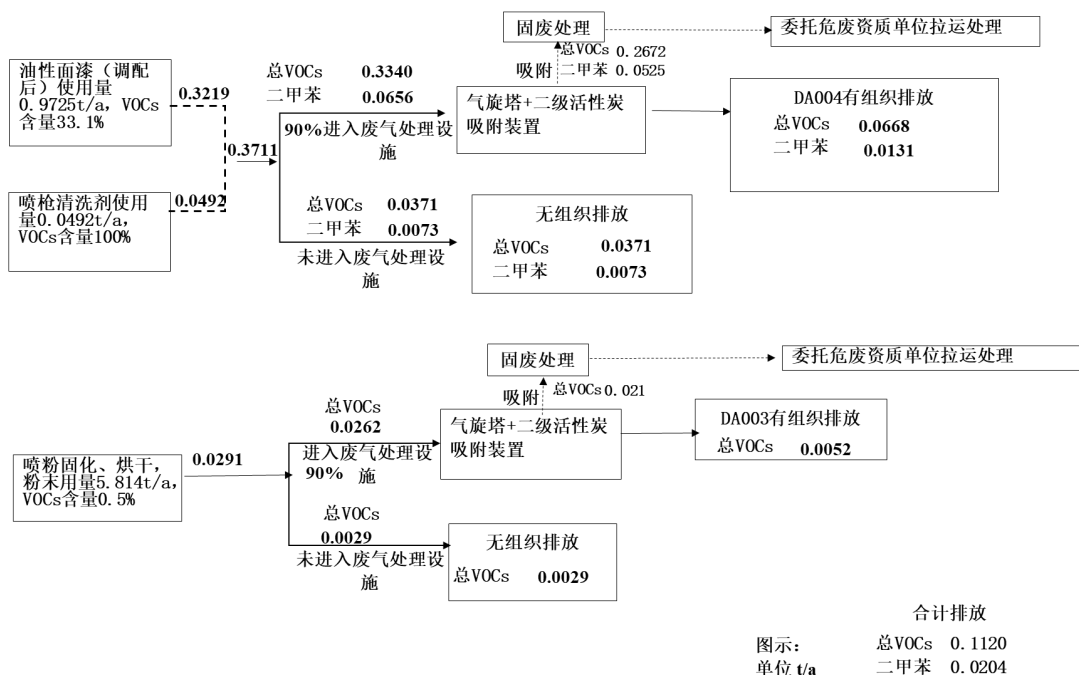 固废处理
委托危废资质单位拉运处理
总VOCs 0.2672
吸附 二甲苯 0.0525
油性面漆（调配
后）使用量
0.9725t/a，VOCs
含量33.1%
0.3219
总VOCs 0.3340
二甲苯 0.0656
90%进入废气处理设
施
气旋塔+二级活性炭
吸附装置
DA004有组织排放
总VOCs 0.0668
二甲苯 0.0131
0.3711
喷枪清洗剂使用
量0.0492t/a，
VOCs含量100%
0.0492
总VOCs 0.0371
二甲苯 0.0073
未进入废气处理设
施
无组织排放
总VOCs 0.0371
二甲苯 0.0073
固废处理
委托危废资质单位拉运处理
吸附 总VOCs 0.021
总VOCs
0.0262
进入废气处理设
90% 施
气旋塔+二级活性炭
吸附装置
DA003有组织排放
总VOCs 0.0052
喷粉固化、烘干，
粉末用量5.814t/a，
VOCs含量0.5%
0.0291
总VOCs
0.0029
未进入废气处理设
施
无组织排放
总VOCs 0.0029
合计排放
图示： 总VOCs 0.1120
单位 t/a 二甲苯 0.0204